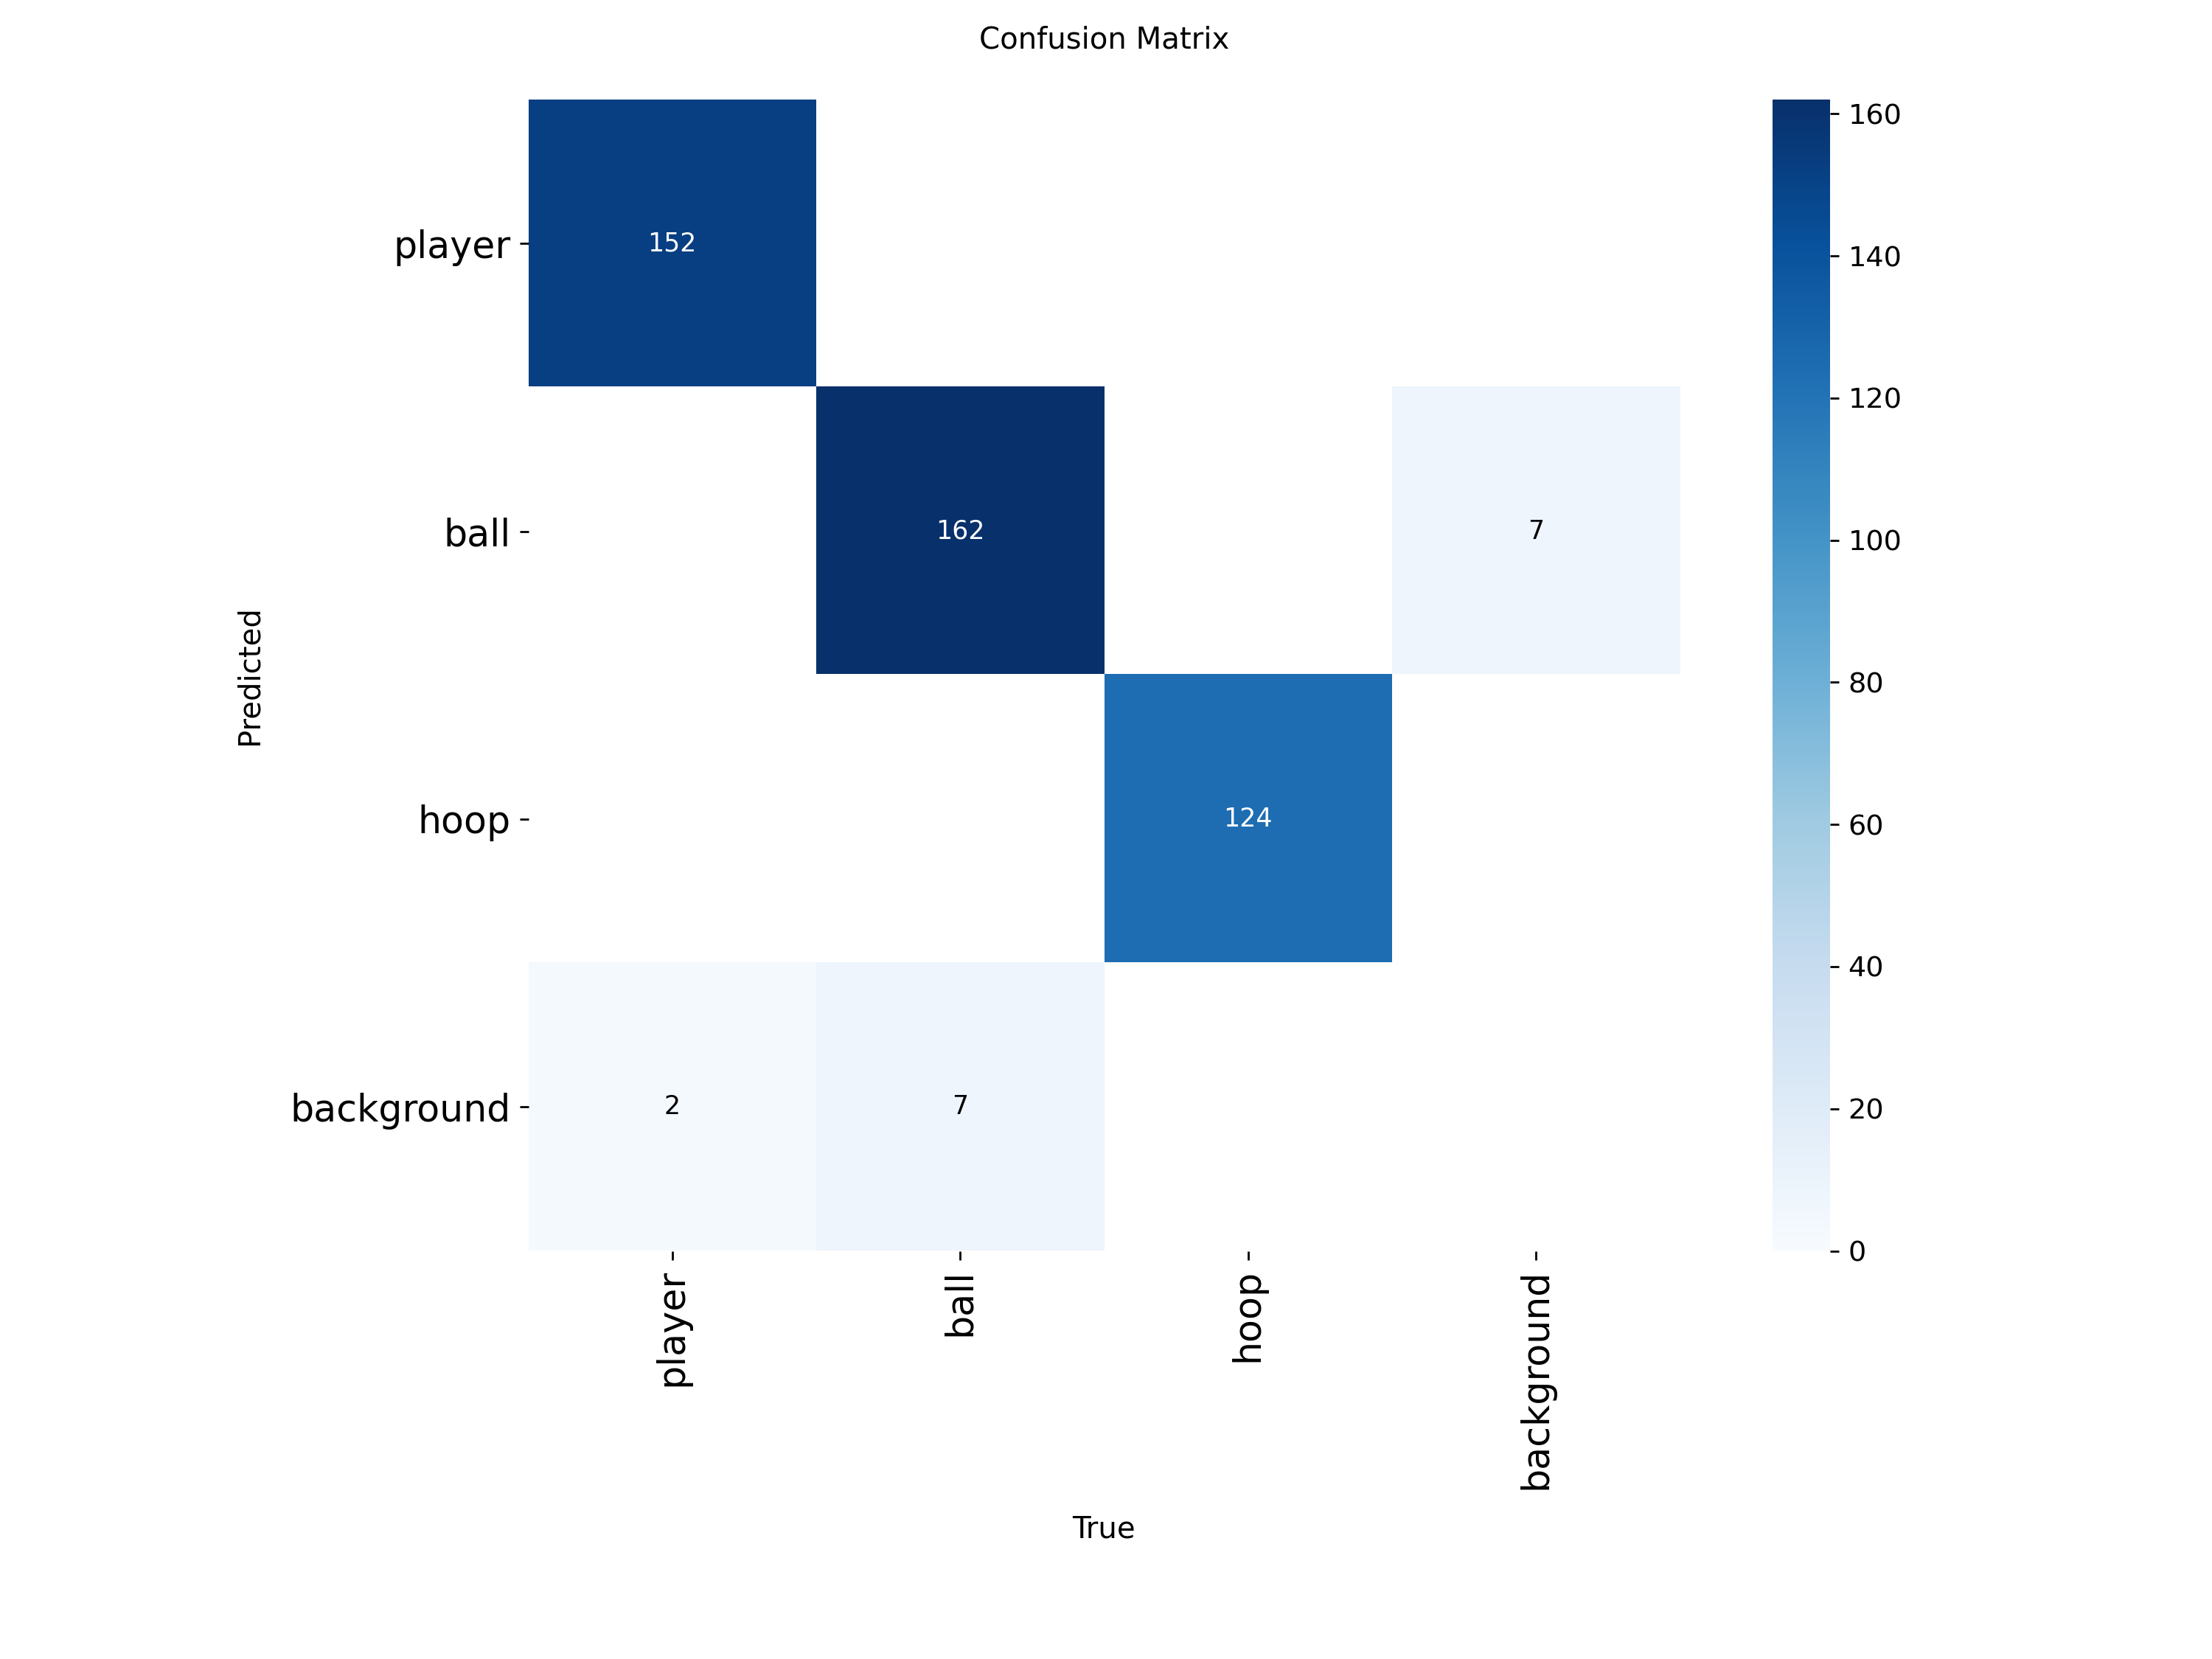 Confusion Matrix
player
152
ball
162
7
hoop
124
background
2
7
Predicted
player
ball
hoop
background
True
160
140
120
100
80
60
40
20
0